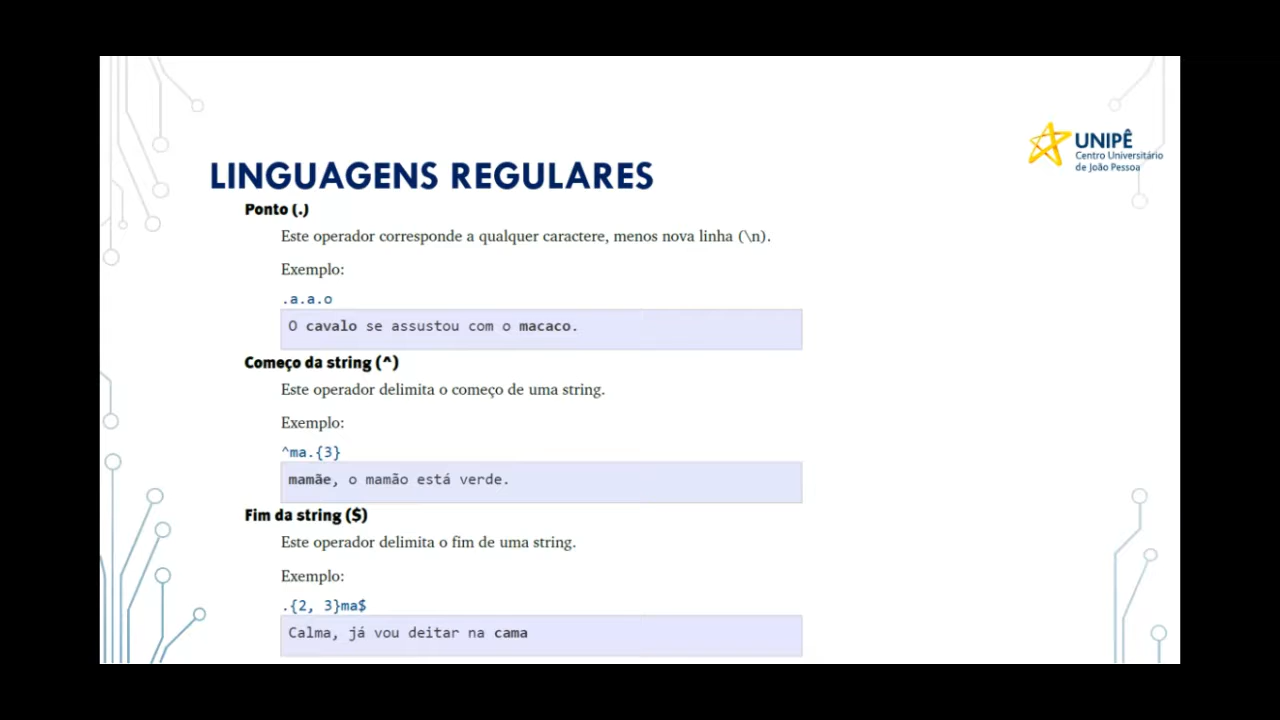 UNIPÊ
Centro Universitário
de João Pessoa
LINGUAGENS REGULARES
Ponto (.)
Este operador corresponde a qualquer caractere, menos nova linha (\n).
Exemplo:
.a.a.o
O cavalo se assustou com o macaco.
Começo da string (^)
Este operador delimita o começo de uma string.
Exemplo:
^ma.{3}
mamãe, o mamão está verde.
Fim da string ($)
Este operador delimita o fim de uma string.
Exemplo:
.{2, 3}ma$
Calma, já vou deitar na cama